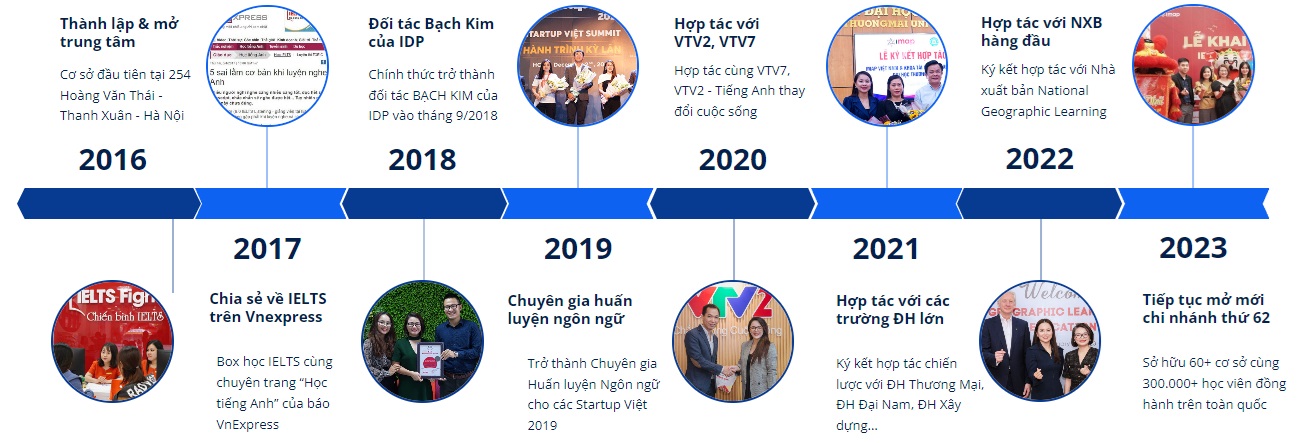 Thành lập & mở
trung tâm
Cơ sở đầu tiên tại 254
Hoàng Văn Thái -
Thanh Xuân - Hà Nội
2016
IELTS Fight
Chiến binh IELTS
XPRESS
5 sai lầm cơ bản khi luyện nghe
Anh
2017
Chia sẻ về IELTS
trên Vnexpress
Box học IELTS cùng
chuyên trang “Học
tiếng Anh” của báo
VnExpress
Đối tác Bạch Kim
của IDP
Chính thức trở thành
đối tác BẠCH KIM của
IDP vào tháng 9/2018
2018
STARTUP VIỆT SUMMIT
HÀNH TRÌNH KỲ LÂN
2019
Chuyên gia huấn
luyện ngôn ngữ
Trở thành Chuyên gia
Huấn luyện Ngôn ngữ
cho các Startup Việt
2019
Hợp tác với
VTV2, VTV7
Hợp tác cùng VTV7,
VTV2 - Tiếng Anh thay
đổi cuộc sống
2020
VTV2
imap
LỄ KÝ KẾT HỢP TÁC
2021
Hợp tác với các
trường ĐH lớn
Ký kết hợp tác chiến
lược với ĐH Thương Mại,
ĐH Đại Nam, ĐH Xây
dựng...
Hợp tác với NXB
hàng đầu
Ký kết hợp tác với Nhà
xuất bản National
Geographic Learning
2022
Welcom
GRAPHIC LEA
LỄ KHAI
2023
Tiếp tục mở mới
chi nhánh thứ 62
Sở hữu 60+ cơ sở cùng
300.000+ học viên đồng
hành trên toàn quốc